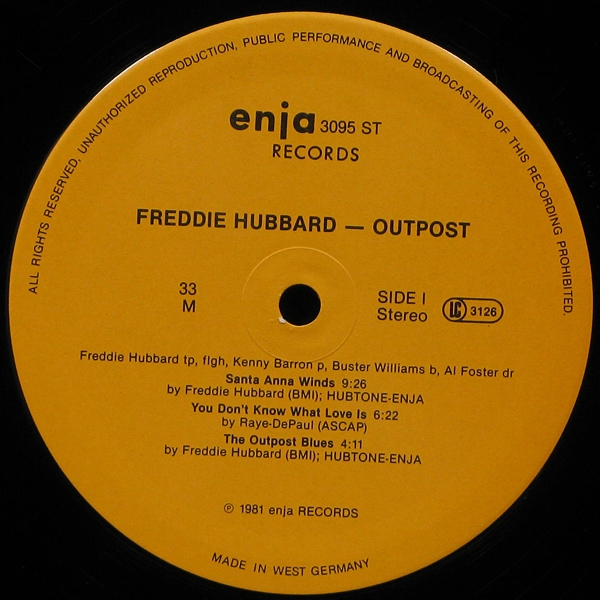 ALL RIGHTS RESERVED, UNAUTHORIZED REPRODUCTION, PUBLIC PERFORMANCE AND BROADCASTING OF THIS RECORDING PROHIBITED.
enja 3095 ST
RECORDS
FREDDIE HUBBARD — OUTPOST
33
M
SIDE I
Stereo
LC 3126
Freddie Hubbard tp, flgh, Kenny Barron p, Buster Williams b, Al Foster dr
Santa Anna Winds 9:26
by Freddie Hubbard (BMI); HUBTONE-ENJA
You Don't Know What Love Is 6:22
by Raye-DePaul (ASCAP)
The Outpost Blues 4:11
by Freddie Hubbard (BMI); HUBTONE-ENJA
℗ 1981 enja RECORDS
MADE IN WEST GERMANY